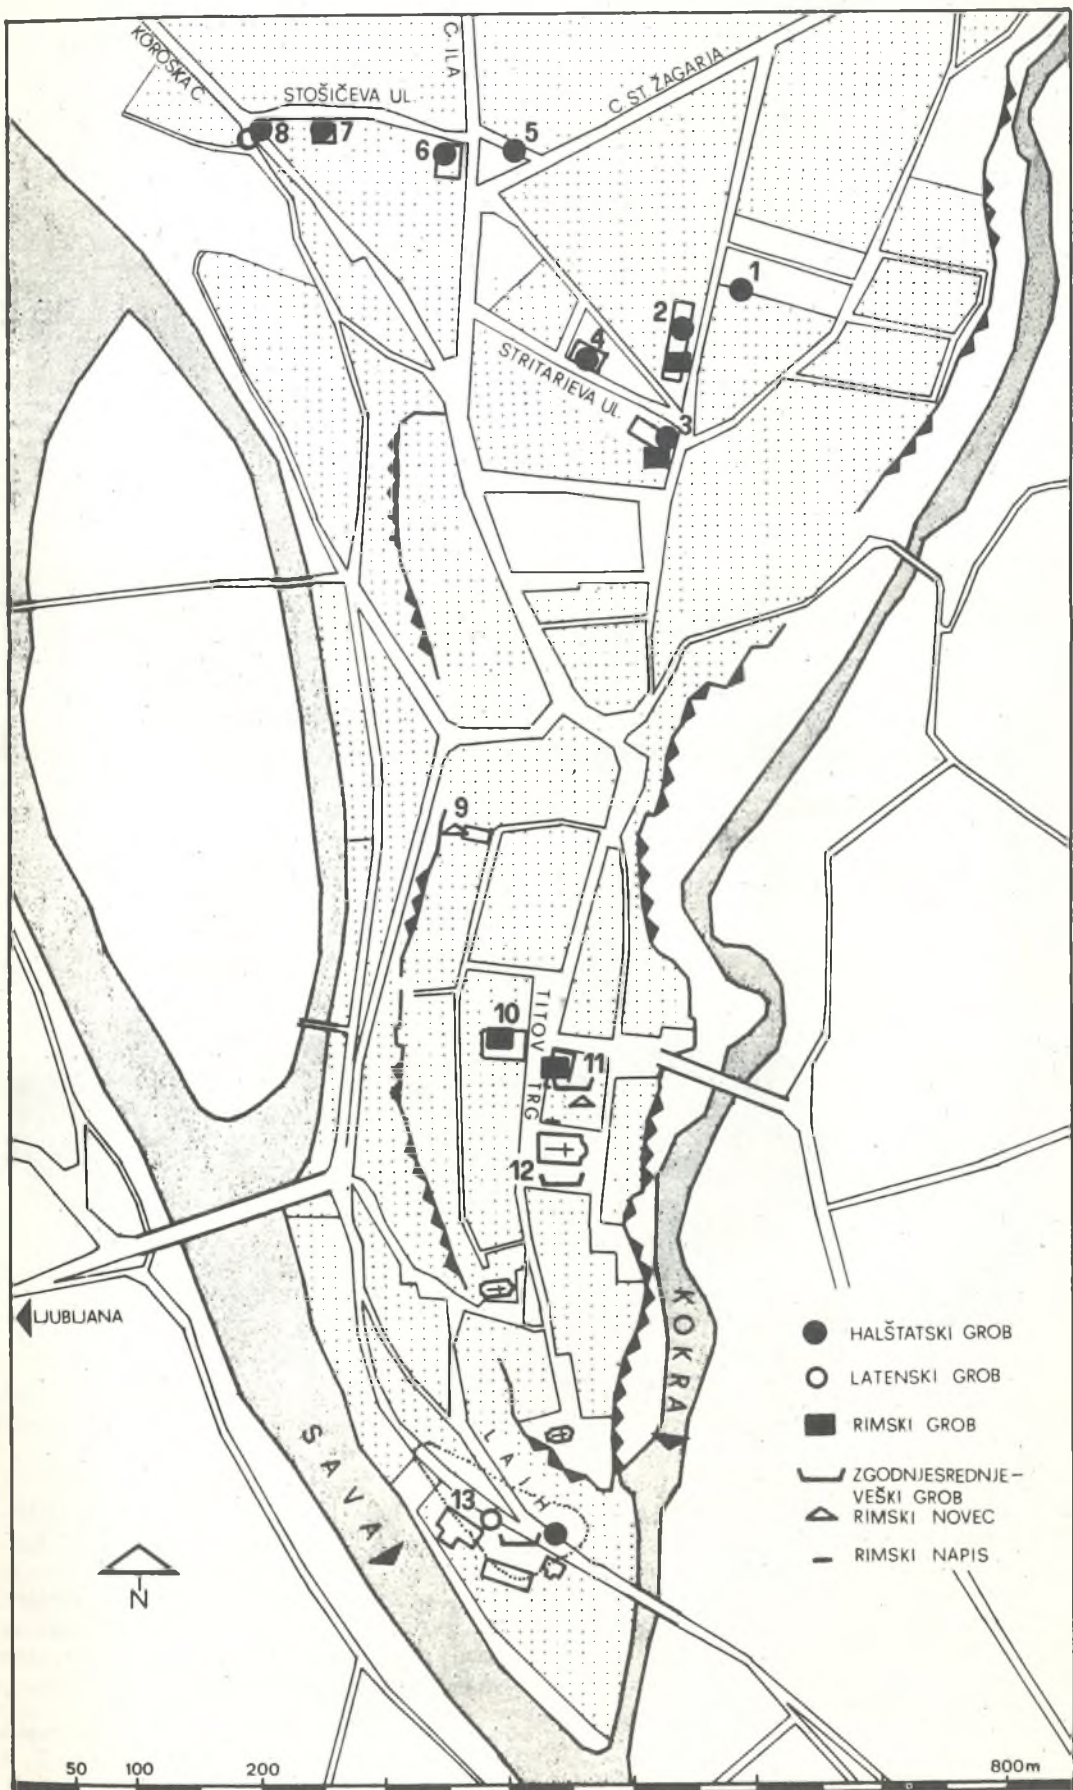 KOROŠKA C.
C. JLA
STOŠIČEVA UL.
C. ST. ŽAGARJA
8
7
6
5
1
2
4
STRITARJEVA UL.
3
9
10
TITOV TRG
11
12
LJUBLJANA
KOKRA
HALŠTATSKI GROB
LATENSKI GROB
RIMSKI GROB
ZGODNJESREDNJE-
VEŠKI GROB
RIMSKI NOVEC
RIMSKI NAPIS
SAVA
LAJH
13
N
50 100 200 800m